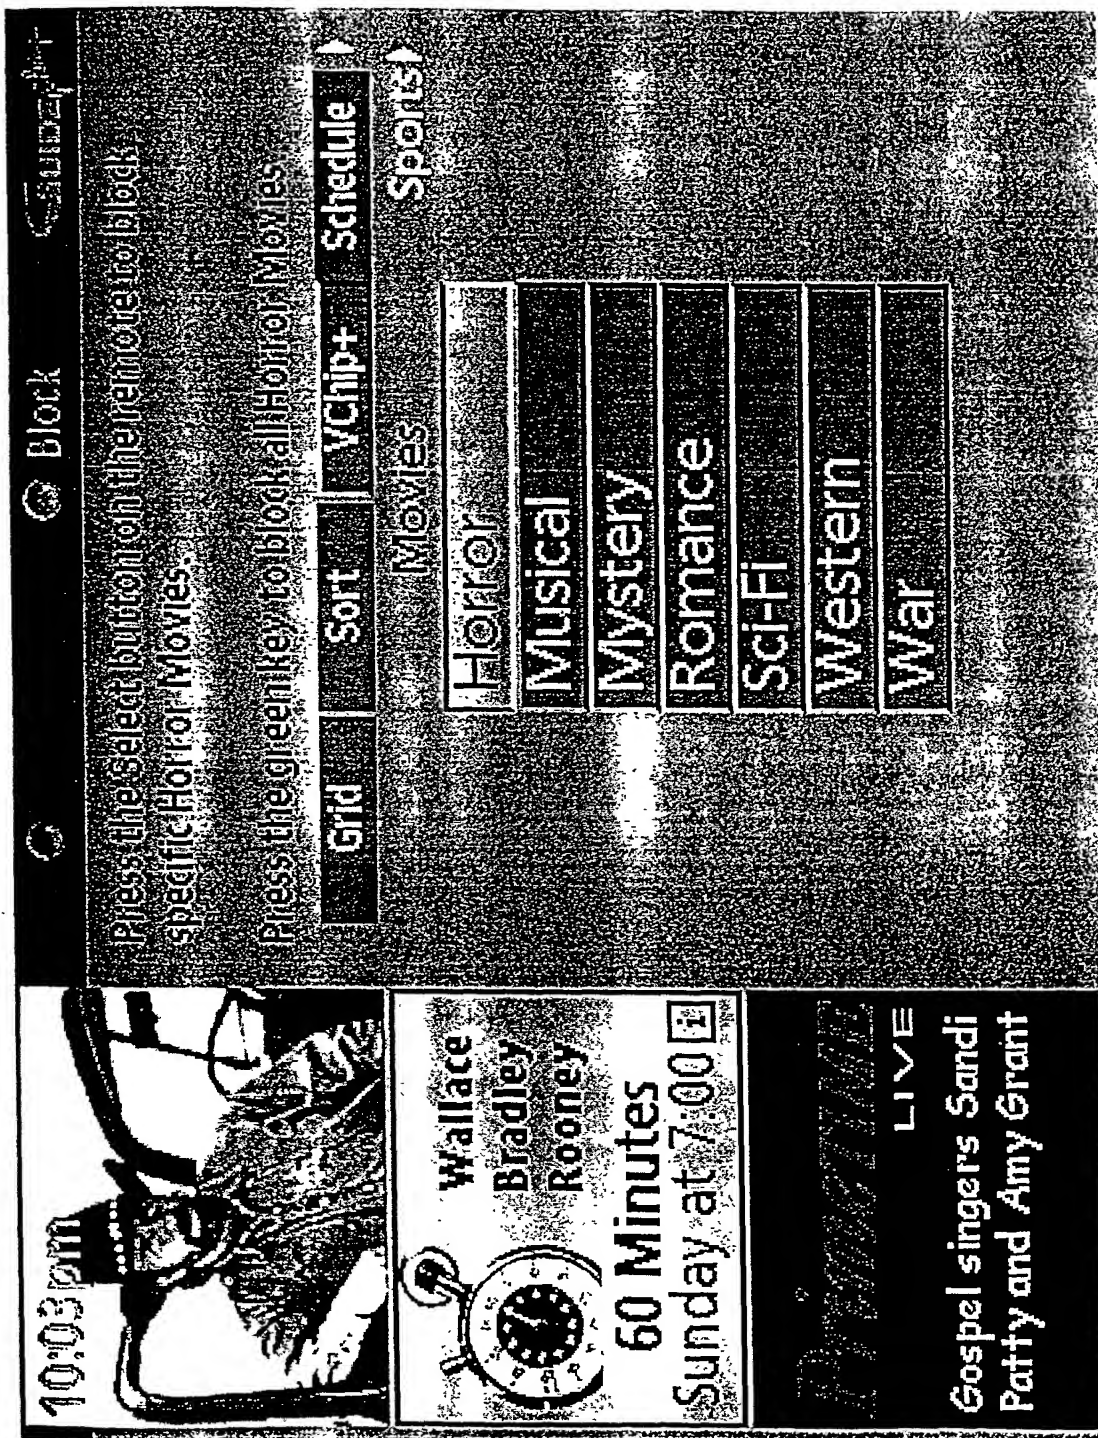 10:03pm
Block
Press the select button on the remote to block
specific Horror Movies.
Press the green key to block all Horror Movies.
Grid
Sort
VChip+
Schedule
Movies
Sports
Horror
Musical
Mystery
Romance
Sci-Fi
Western
War
Wallace
Bradley
Rooney
60 Minutes
Sunday at 7:00 i
PrimeTime
LIVE
Gospel singers Sandi
Patty and Amy Grant